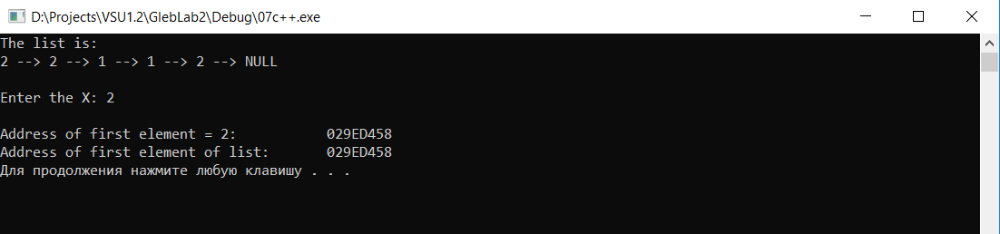 D:\Projects\VSU1.2\GlebLab2\Debug\07c++.exe
The list is:
2 --> 2 --> 1 --> 1 --> 2 --> NULL
Enter the X: 2
Address of first element = 2: 029ED458
Address of first element of list: 029ED458
Для продолжения нажмите любую клавишу . . .